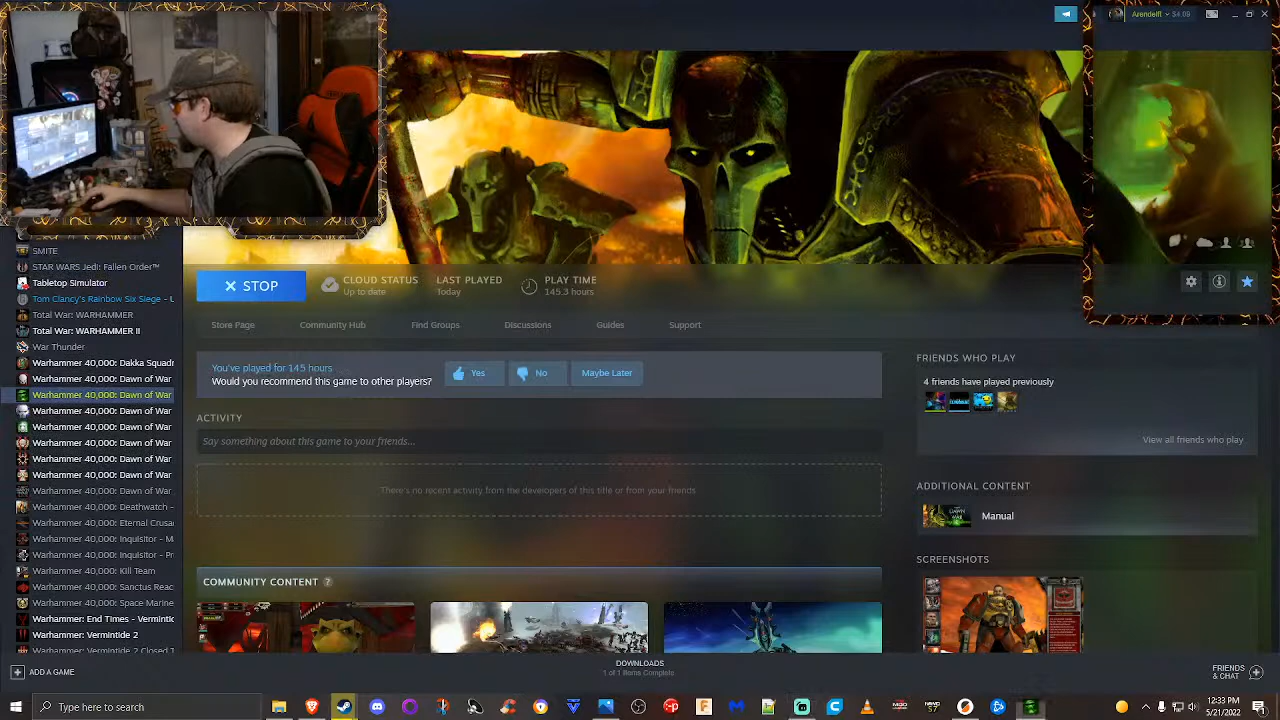 Arendelft $4.09
SMITE
STAR WARS Jedi: Fallen Order™
Tank Simulator
Tom Clancy's Rainbow Six Siege - 
Total War: WARHAMMER
Total War: WARHAMMER II
War Thunder
Warhammer 40,000: Dakka Squad
Warhammer 40,000: Dawn of War
Warhammer 40,000: Dawn of War
Warhammer 40,000: Dawn of War
Warhammer 40,000: Dawn of War
Warhammer 40,000: Dawn of War
Warhammer 40,000: Dawn of War
Warhammer 40,000: Dawn of War
Warhammer 40,000: Dawn of War
Warhammer 40,000: Deathwatch -
Warhammer 40,000: Eternal Crusa
Warhammer 40,000: Inquisitor - M
Warhammer 40,000: Kill Team
Warhammer 40,000: Sanctus Reac
Warhammer 40,000: Space Marine
Warhammer: End Times - Vermint
Warhammer: Vermintide 2
ADD A GAME
STOP
CLOUD STATUS
Up to date
LAST PLAYED
Today
PLAY TIME
145.3 hours
Store Page Community Hub Find Groups Discussions Guides Support
You've played for 145 hours
Would you recommend this game to other players?
Yes No Maybe Later
ACTIVITY
Say something about this game to your friends...
There's no recent activity from the developers of this title or from your friends
COMMUNITY CONTENT ?
FRIENDS WHO PLAY
4 friends have played previously
View all friends who play
ADDITIONAL CONTENT
Manual
SCREENSHOTS
DOWNLOADS
1 of 1 Items Complete
FRIENDS
& CHAT
Type here to search
12:33 PM
5/21/2022